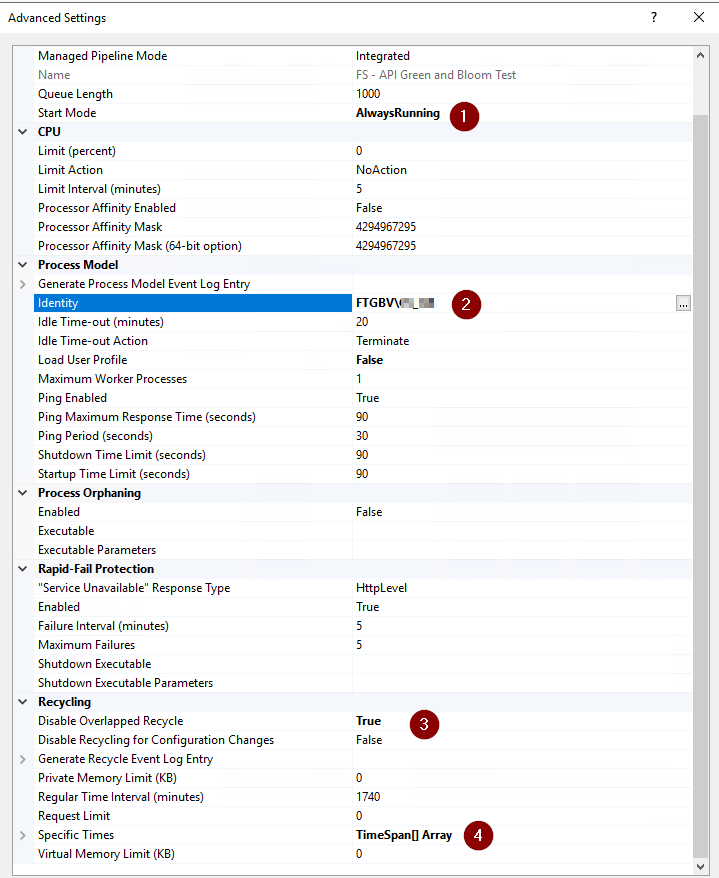 Advanced Settings ?
Managed Pipeline Mode Integrated
Name FS - API Green and Bloom Test
Queue Length 1000
Start Mode AlwaysRunning 1
CPU
Limit (percent) 0
Limit Action NoAction
Limit Interval (minutes) 5
Processor Affinity Enabled False
Processor Affinity Mask 4294967295
Processor Affinity Mask (64-bit option) 4294967295
Process Model
Generate Process Model Event Log Entry
Identity FTGBV\ 2 ...
Idle Time-out (minutes) 20
Idle Time-out Action Terminate
Load User Profile False
Maximum Worker Processes 1
Ping Enabled True
Ping Maximum Response Time (seconds) 90
Ping Period (seconds) 30
Shutdown Time Limit (seconds) 90
Startup Time Limit (seconds) 90
Process Orphaning
Enabled False
Executable
Executable Parameters
Rapid-Fail Protection
"Service Unavailable" Response Type HttpLevel
Enabled True
Failure Interval (minutes) 5
Maximum Failures 5
Shutdown Executable
Shutdown Executable Parameters
Recycling
Disable Overlapped Recycle True 3
Disable Recycling for Configuration Changes False
Generate Recycle Event Log Entry
Private Memory Limit (KB) 0
Regular Time Interval (minutes) 1740
Request Limit 0
Specific Times TimeSpan[] Array 4
Virtual Memory Limit (KB) 0